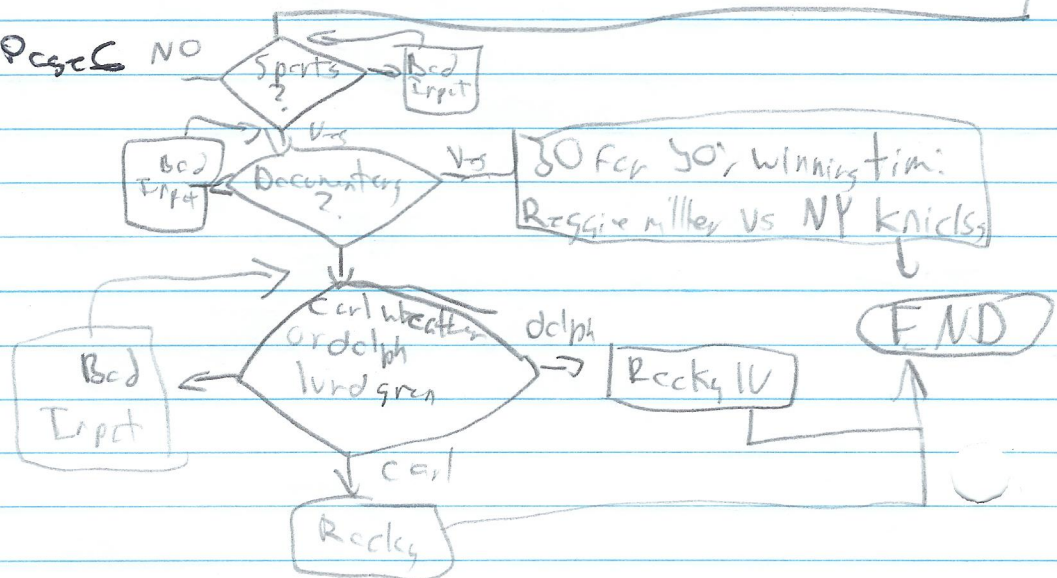 Page 6 NO
Sports
?
Bad
Input
Yes
Bad
Input
Documentary
?
Yes
30 for 30: Winning time:
Reggie miller vs NY knicks
END
Carl wheather
or dolph
lundgren
dolph
Rocky IV
Bad
Input
carl
Rocky